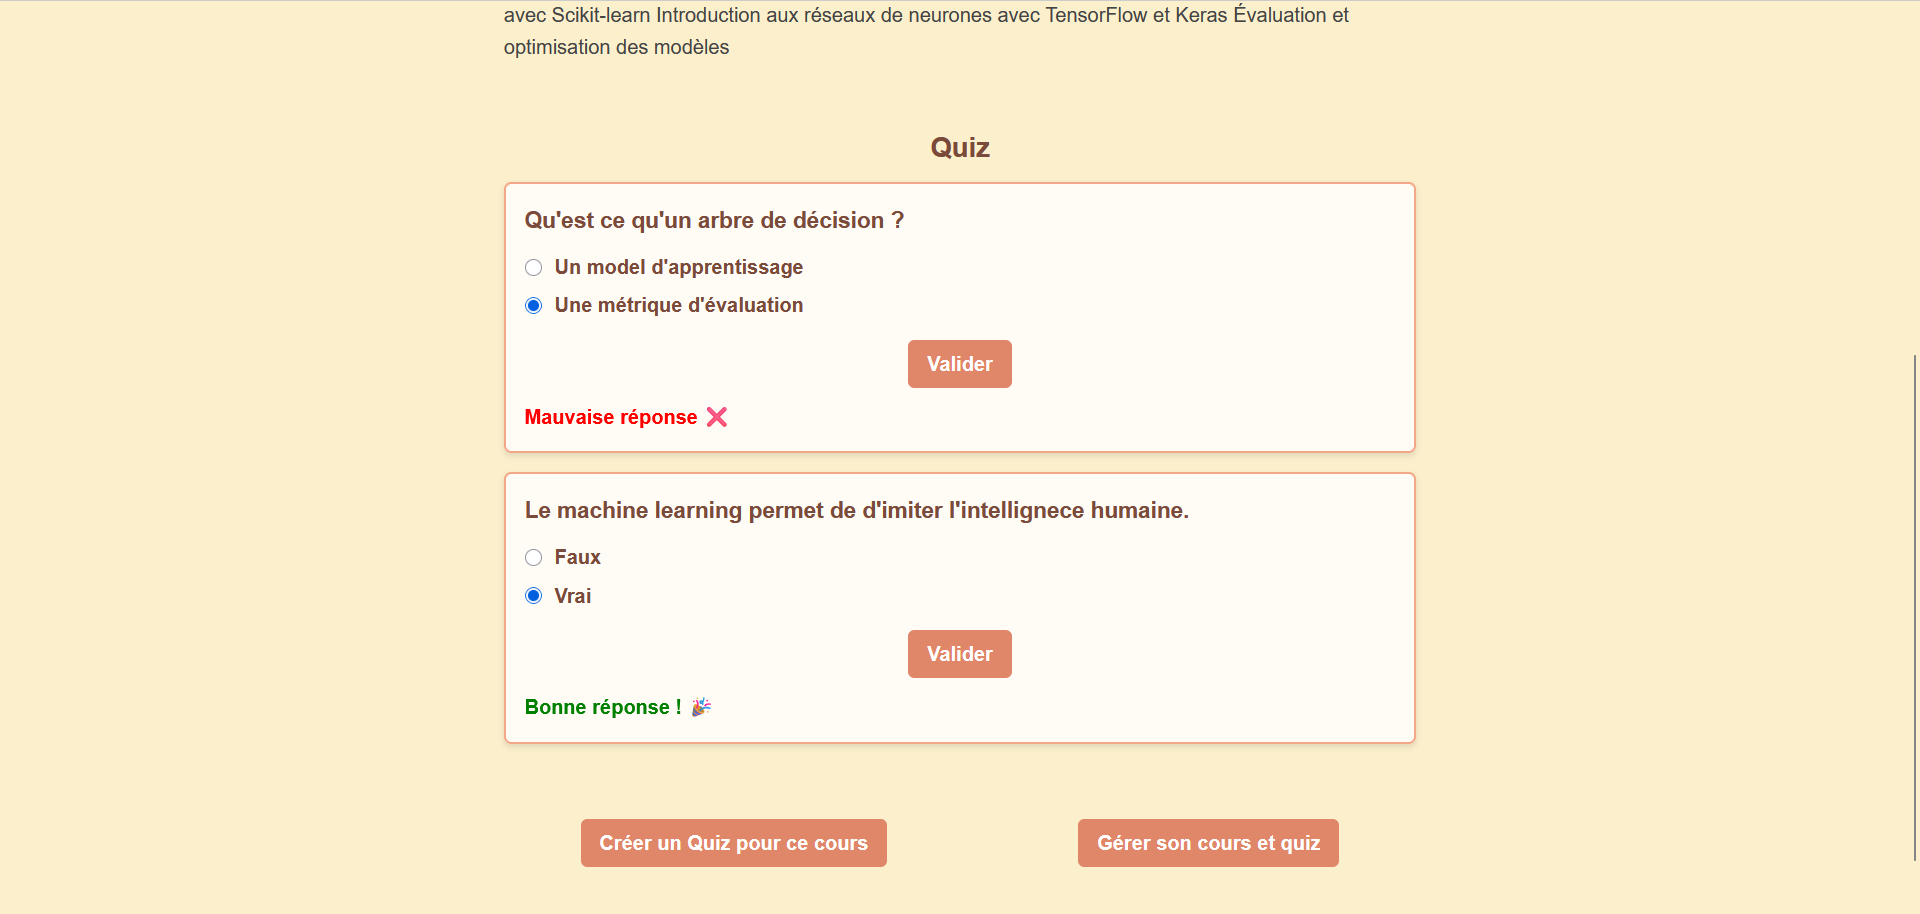 avec Scikit-learn Introduction aux réseaux de neurones avec TensorFlow et Keras Évaluation et
optimisation des modèles
Quiz
Qu'est ce qu'un arbre de décision ?
Un model d'apprentissage
Une métrique d'évaluation
Valider
Mauvaise réponse ❌
Le machine learning permet de d'imiter l'intellignece humaine.
Faux
Vrai
Valider
Bonne réponse ! 🎉
Créer un Quiz pour ce cours
Gérer son cours et quiz